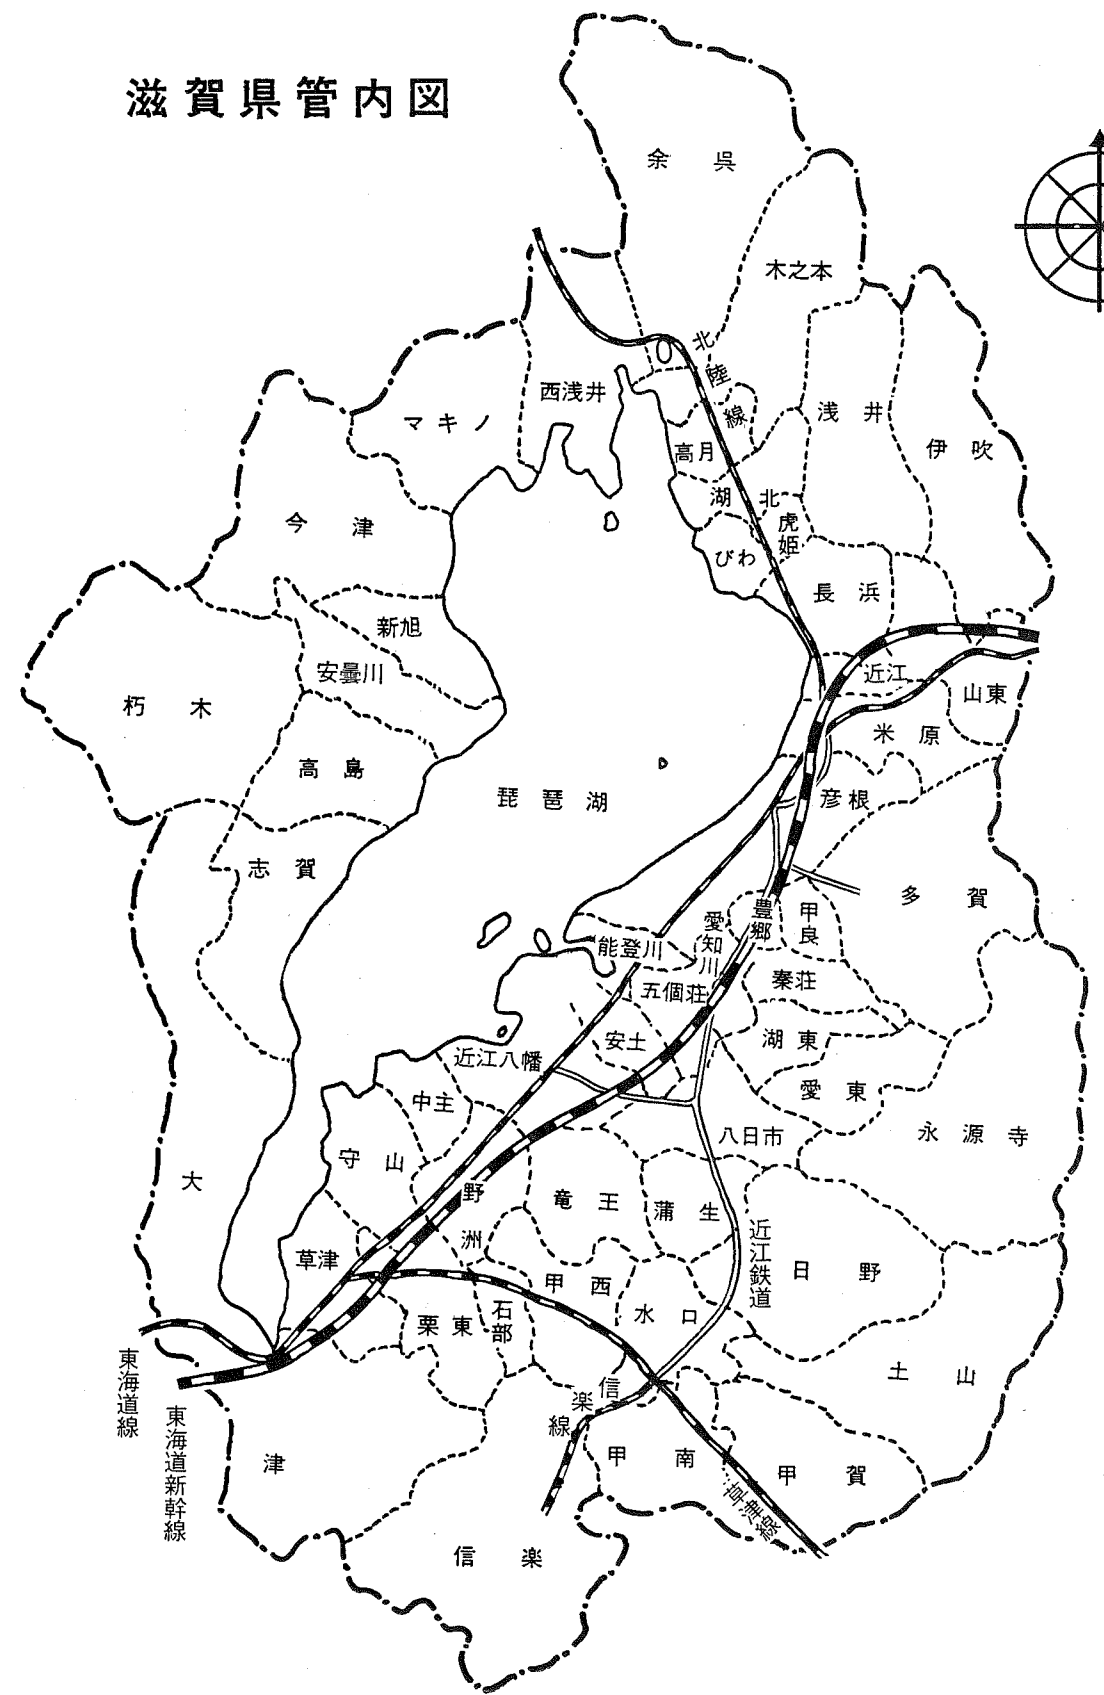 滋賀県管内図
余呉
木之本
北陸線
西浅井
マキノ
浅井
伊吹
高月
今津
湖北
虎姫
びわ
長浜
新旭
安曇川
近江
山東
朽木
米原
高島
琵琶湖
彦根
志賀
多賀
豊郷
甲良
愛知川
能登川
秦荘
五個荘
湖東
安土
近江八幡
愛東
中主
八日市
永源寺
守山
大津
野洲
竜王
蒲生
近江鉄道
草津
日野
甲西
石部
水口
栗東
土山
東海道線
信楽線
東海道新幹線
甲南
甲賀
草津線
信楽